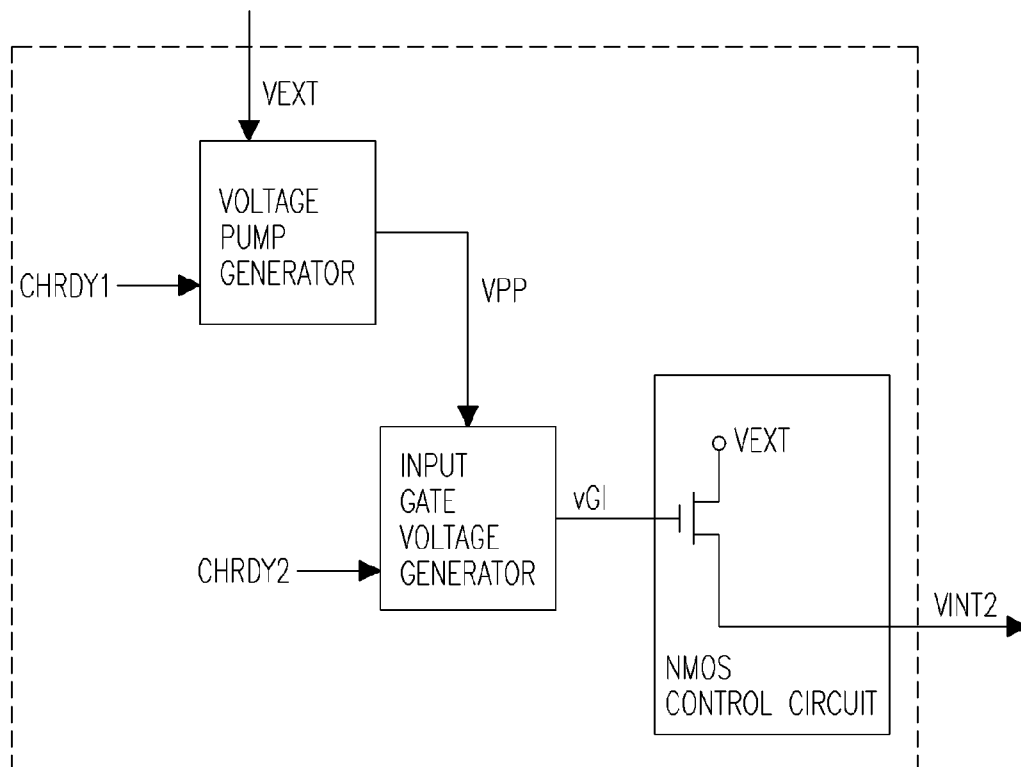 VEXT
VOLTAGE
PUMP
GENERATOR
CHRDY1
VPP
INPUT
GATE
VOLTAGE
GENERATOR
CHRDY2
vGI
VEXT
VINT2
NMOS
CONTROL CIRCUIT